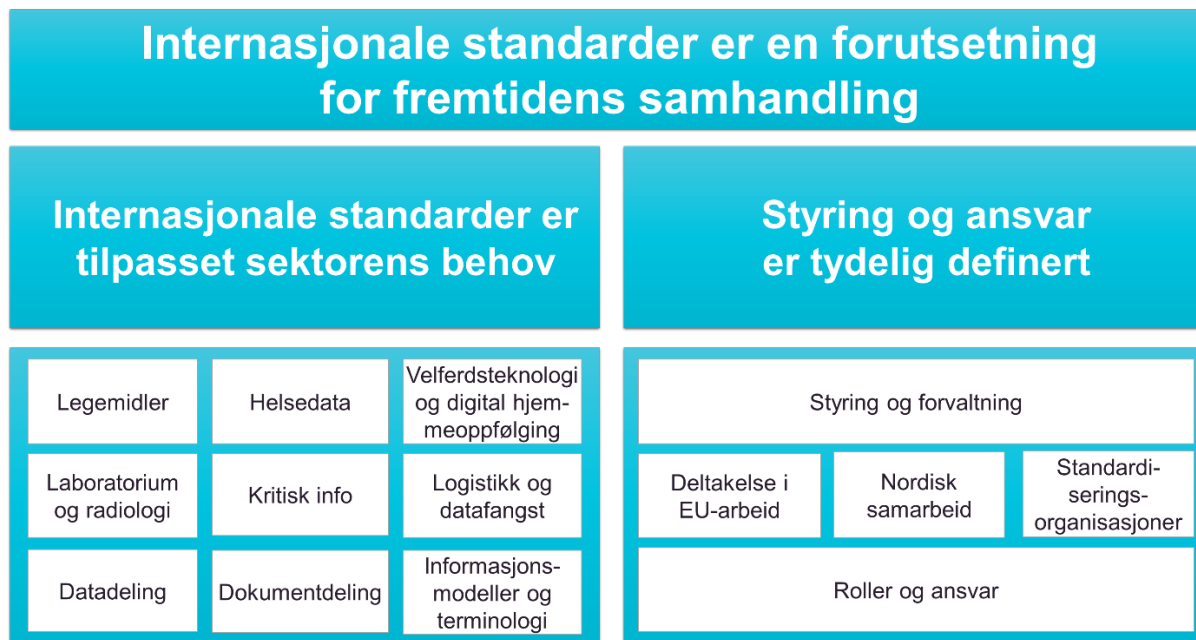 Internasjonale standarder er en forutsetning
for fremtidens samhandling
Internasjonale standarder er
tilpasset sektorens behov
Styring og ansvar
er tydelig definert
Legemidler
Helsedata
Velferdsteknologi
og digital hjem-
meoppfølging
Laboratorium
og radiologi
Kritisk info
Logistikk og
datafangst
Datadeling
Dokumentdeling
Informasjons-
modeller og
terminologi
Styring og forvaltning
Deltakelse i
EU-arbeid
Nordisk
samarbeid
Standardi-
serings-
organisasjoner
Roller og ansvar